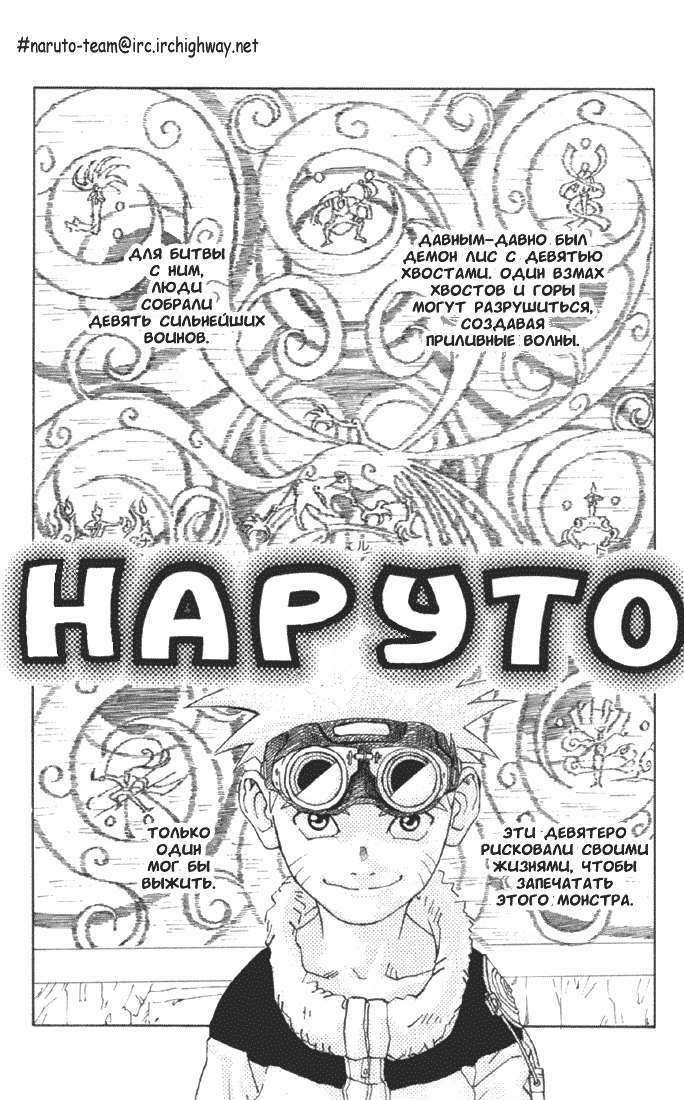 #naruto-team@irc.irchighway.net
ДАВНЫМ-ДАВНО БЫЛ
ДЕМОН ЛИС С ДЕВЯТЬЮ
ХВОСТАМИ. ОДИН ВЗМАХ
ХВОСТОВ И ГОРЫ
МОГУТ РАЗРУШИТЬСЯ,
СОЗДАВАЯ
ПРИЛИВНЫЕ ВОЛНЫ.
ДЛЯ БИТВЫ
С НИМ,
ЛЮДИ
СОБРАЛИ
ДЕВЯТЬ СИЛЬНЕЙШИХ
ВОИНОВ.
НАРУТО
ЭТИ ДЕВЯТЕРО
РИСКОВАЛИ СВОИМИ
ЖИЗНЯМИ, ЧТОБЫ
ЗАПЕЧАТАТЬ
ЭТОГО МОНСТРА.
ТОЛЬКО
ОДИН
МОГ БЫ
ВЫЖИТЬ.